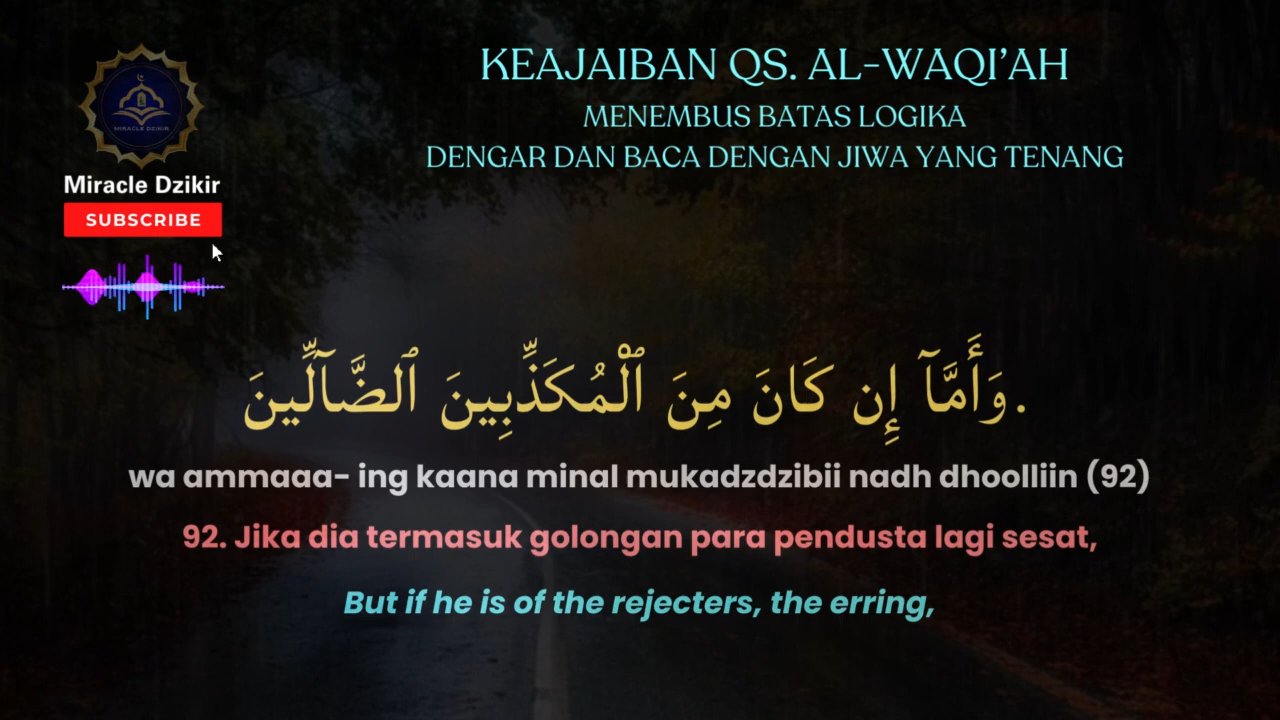 KEAJAIBAN QS. AL-WAQI'AH
MENEMBUS BATAS LOGIKA
DENGAR DAN BACA DENGAN JIWA YANG TENANG
MIRACLE DZIKIR
Miracle Dzikir
SUBSCRIBE
وَأَمَّآ إِن كَانَ مِنَ ٱلْمُكَذِّبِينَ ٱلضَّآلِّينَ.
wa ammaaa- ing kaana minal mukadzdzibii nadh dhoolliin (92)
92. Jika dia termasuk golongan para pendusta lagi sesat,
But if he is of the rejecters, the erring,